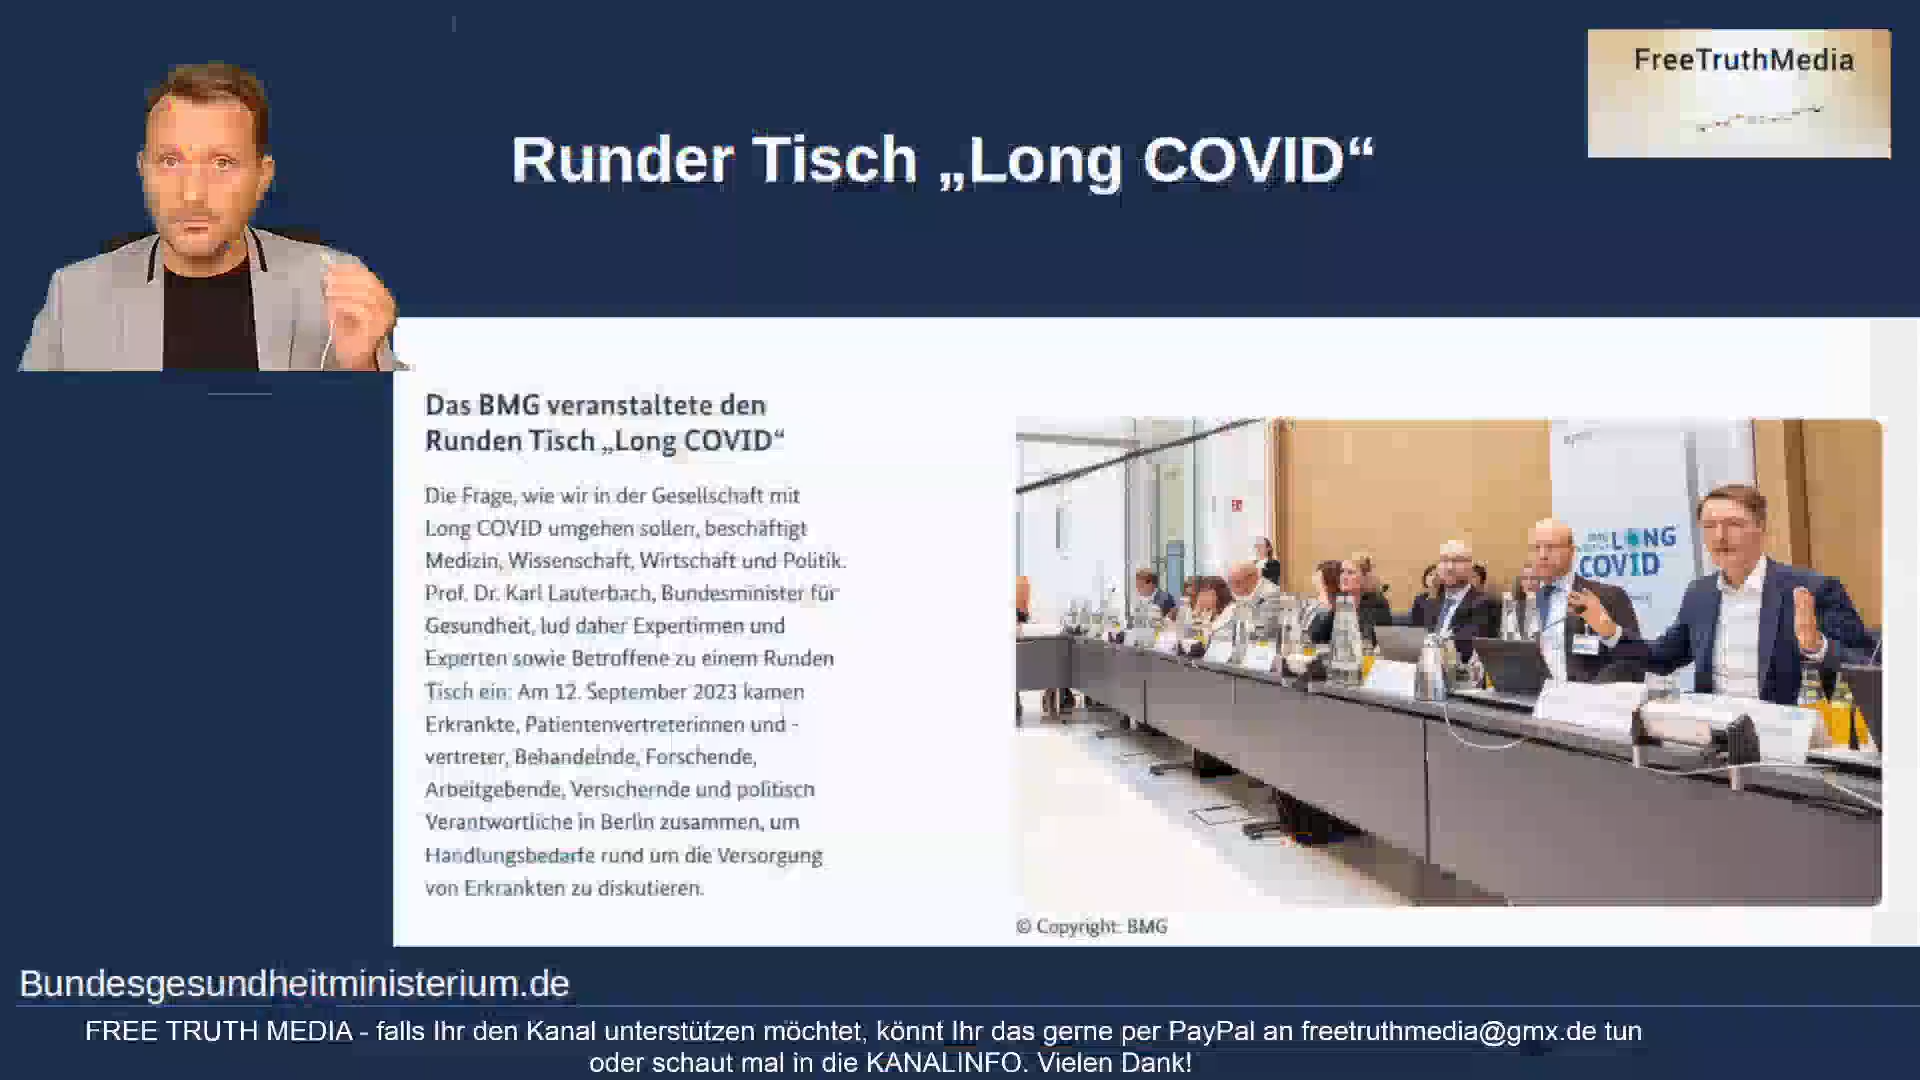 FreeTruthMedia
Runder Tisch „Long COVID“
Das BMG veranstaltete den
Runden Tisch „Long COVID“
Die Frage, wie wir in der Gesellschaft mit
Long COVID umgehen sollen, beschäftigt
Medizin, Wissenschaft, Wirtschaft und Politik.
Prof. Dr. Karl Lauterbach, Bundesminister für
Gesundheit, lud daher Expertinnen und
Experten sowie Betroffene zu einem Runden
Tisch ein: Am 12. September 2023 kamen
Erkrankte, Patientenvertreterinnen und -
vertreter, Behandelnde, Forschende,
Arbeitgebende, Versichernde und politisch
Verantwortliche in Berlin zusammen, um
Handlungsbedarfe rund um die Versorgung
von Erkrankten zu diskutieren.
LONG
COVID
© Copyright: BMG
Bundesgesundheitministerium.de
FREE TRUTH MEDIA - falls Ihr den Kanal unterstützen möchtet, könnt Ihr das gerne per PayPal an freetruthmedia@gmx.de tun
oder schaut mal in die KANALINFO. Vielen Dank!